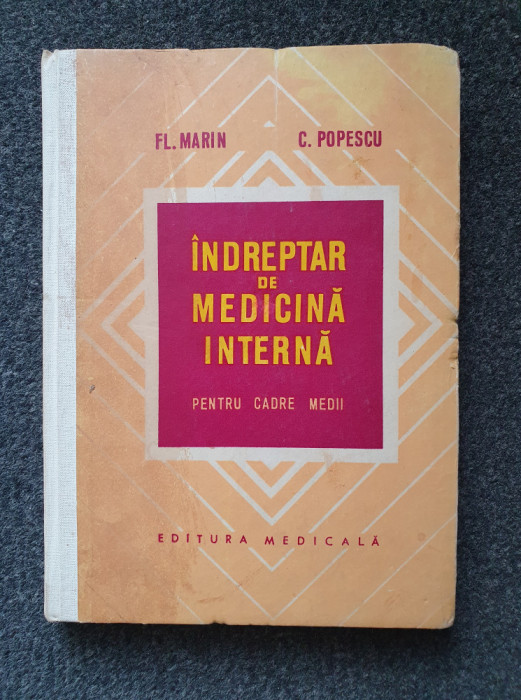 FL. MARIN C. POPESCU
ÎNDREPTAR
DE
MEDICINĂ
INTERNĂ
PENTRU CADRE MEDII
EDITURA MEDICALĂ